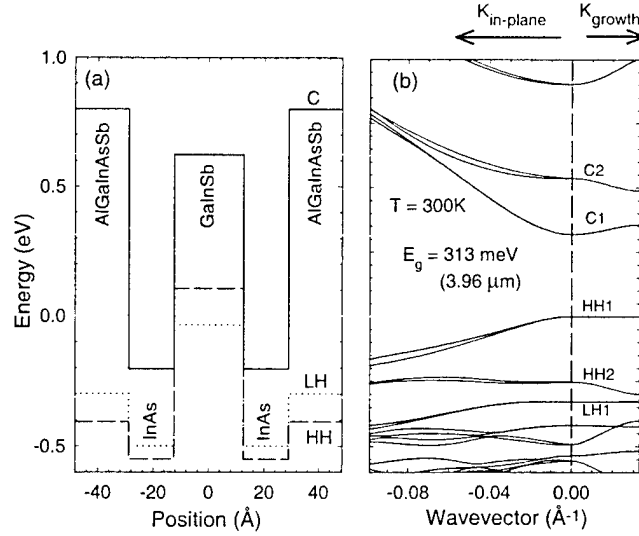 K in-plane
K growth
Energy (eV)
1.0
0.5
0.0
-0.5
(a)
C
AlGaInAsSb
GaInSb
AlGaInAsSb
InAs
InAs
LH
HH
-40 -20 0 20 40
Position (Å)
(b)
C2
T = 300K
C1
E_g = 313 meV
(3.96 μm)
HH1
HH2
LH1
-0.08 -0.04 0.00
Wavevector (Å-1)